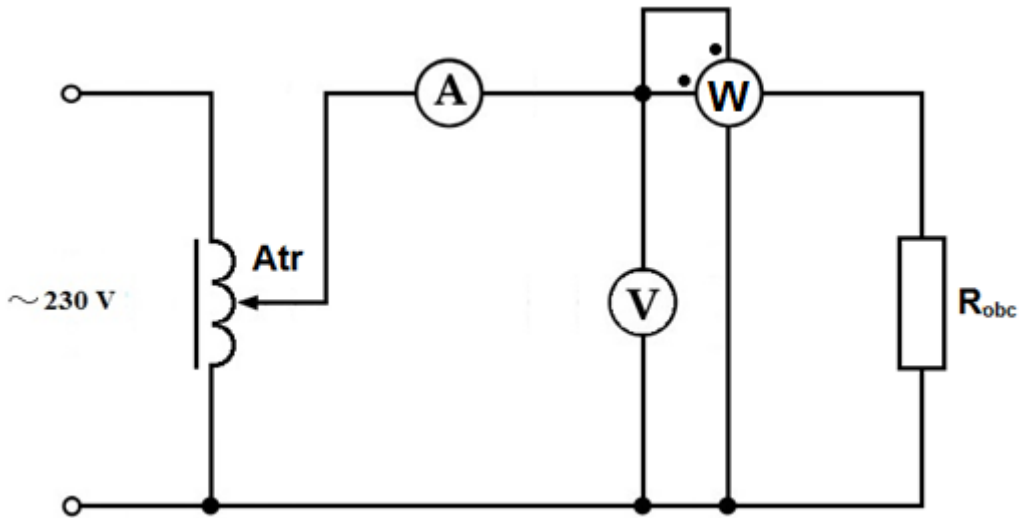 A
W
Atr
~ 230 V
V
Robc